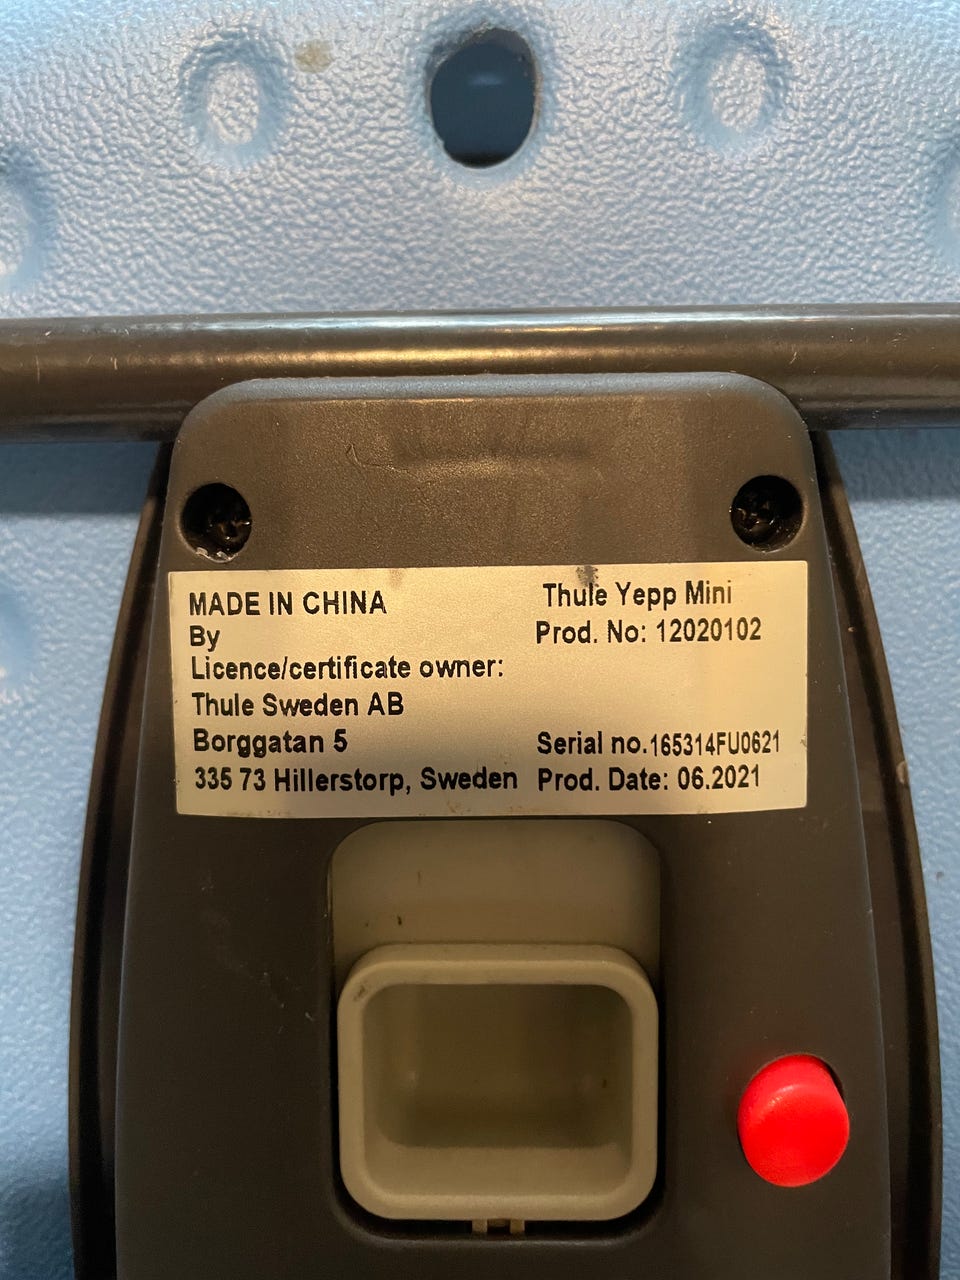 MADE IN CHINA
By
Licence/certificate owner:
Thule Sweden AB
Borggatan 5
335 73 Hillerstorp, Sweden
Thule Yepp Mini
Prod. No: 12020102
Serial no.165314FU0621
Prod. Date: 06.2021